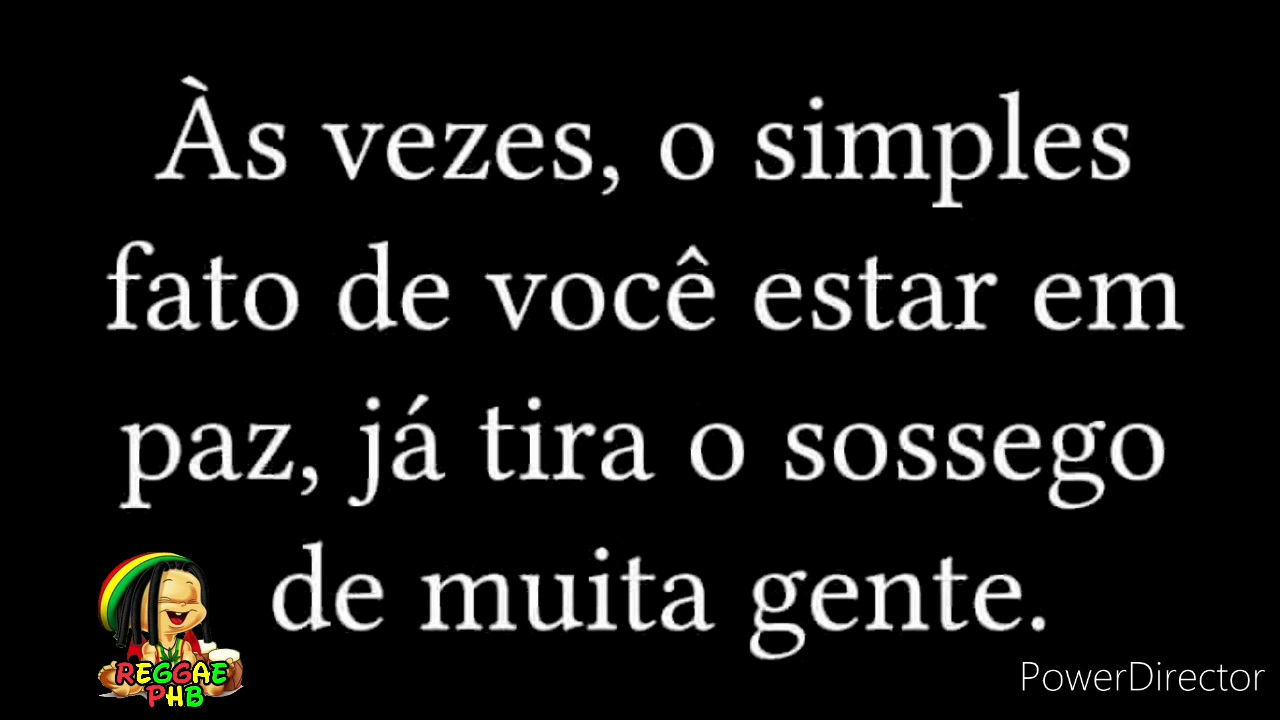 Às vezes, o simples
fato de você estar em
paz, já tira o sossego
de muita gente.
REGGAE
PHB
PowerDirector